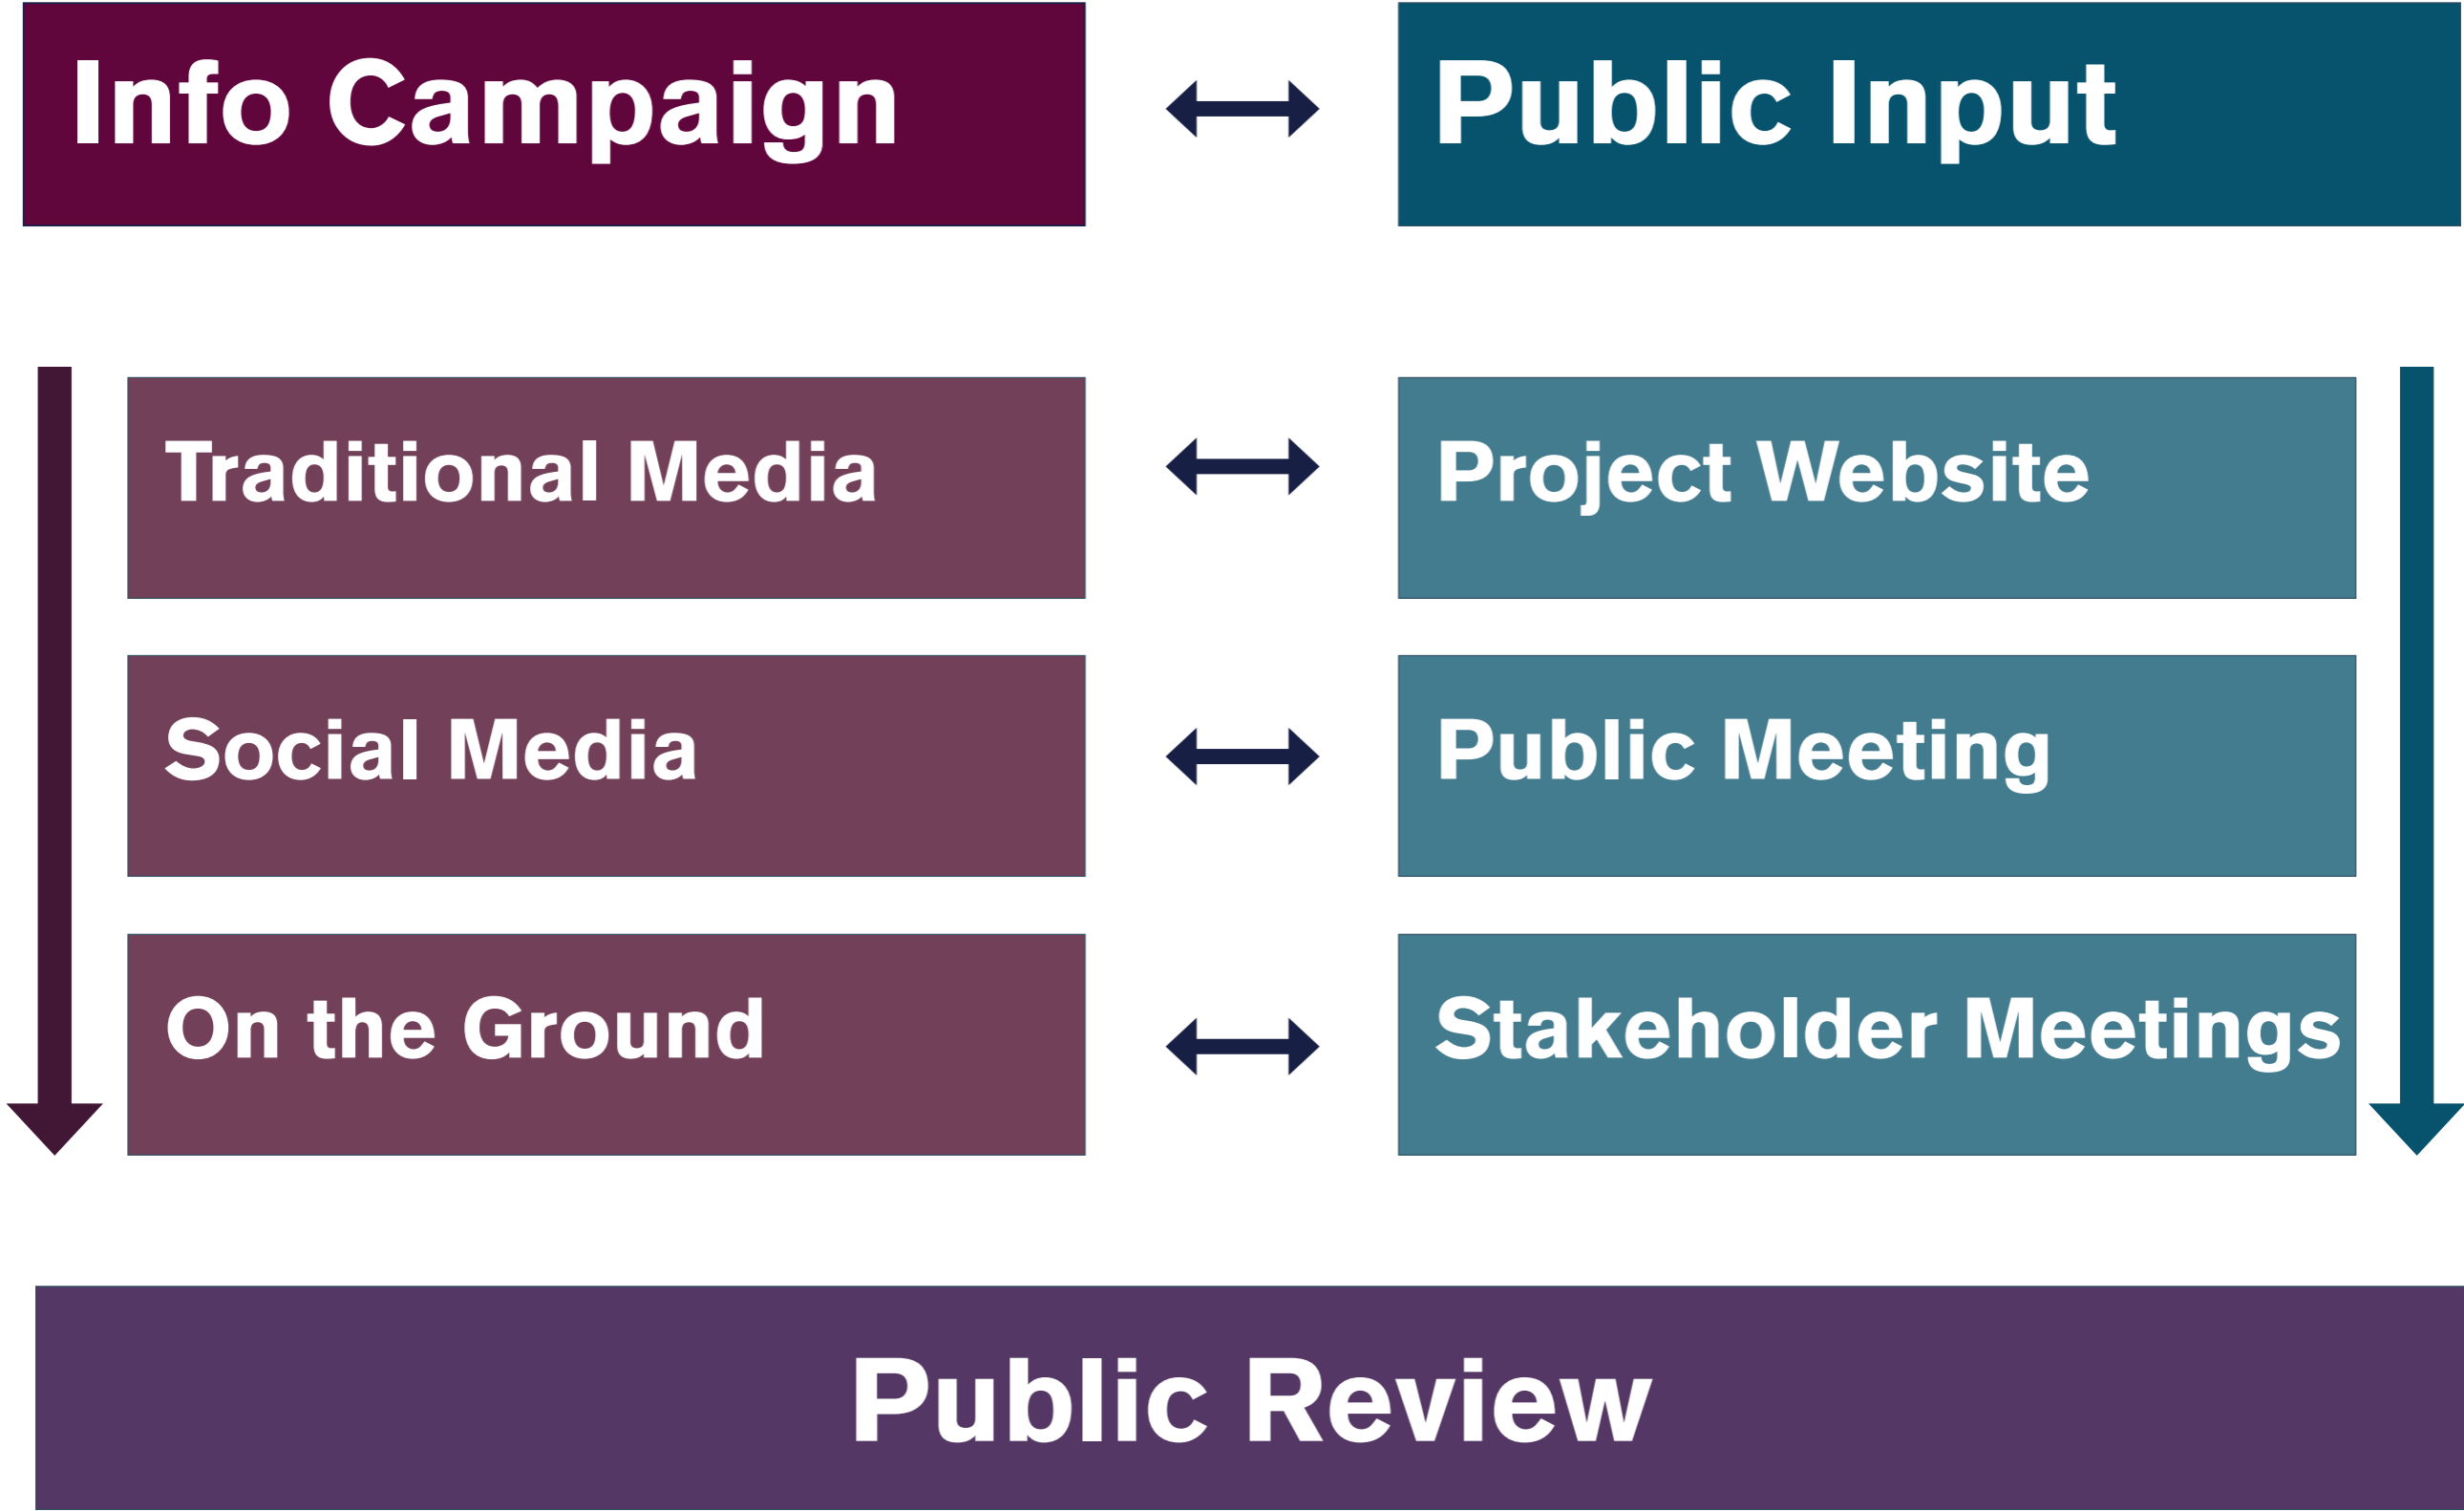 Info Campaign
Public Input
Traditional Media
Project Website
Social Media
Public Meeting
On the Ground
Stakeholder Meetings
Public Review